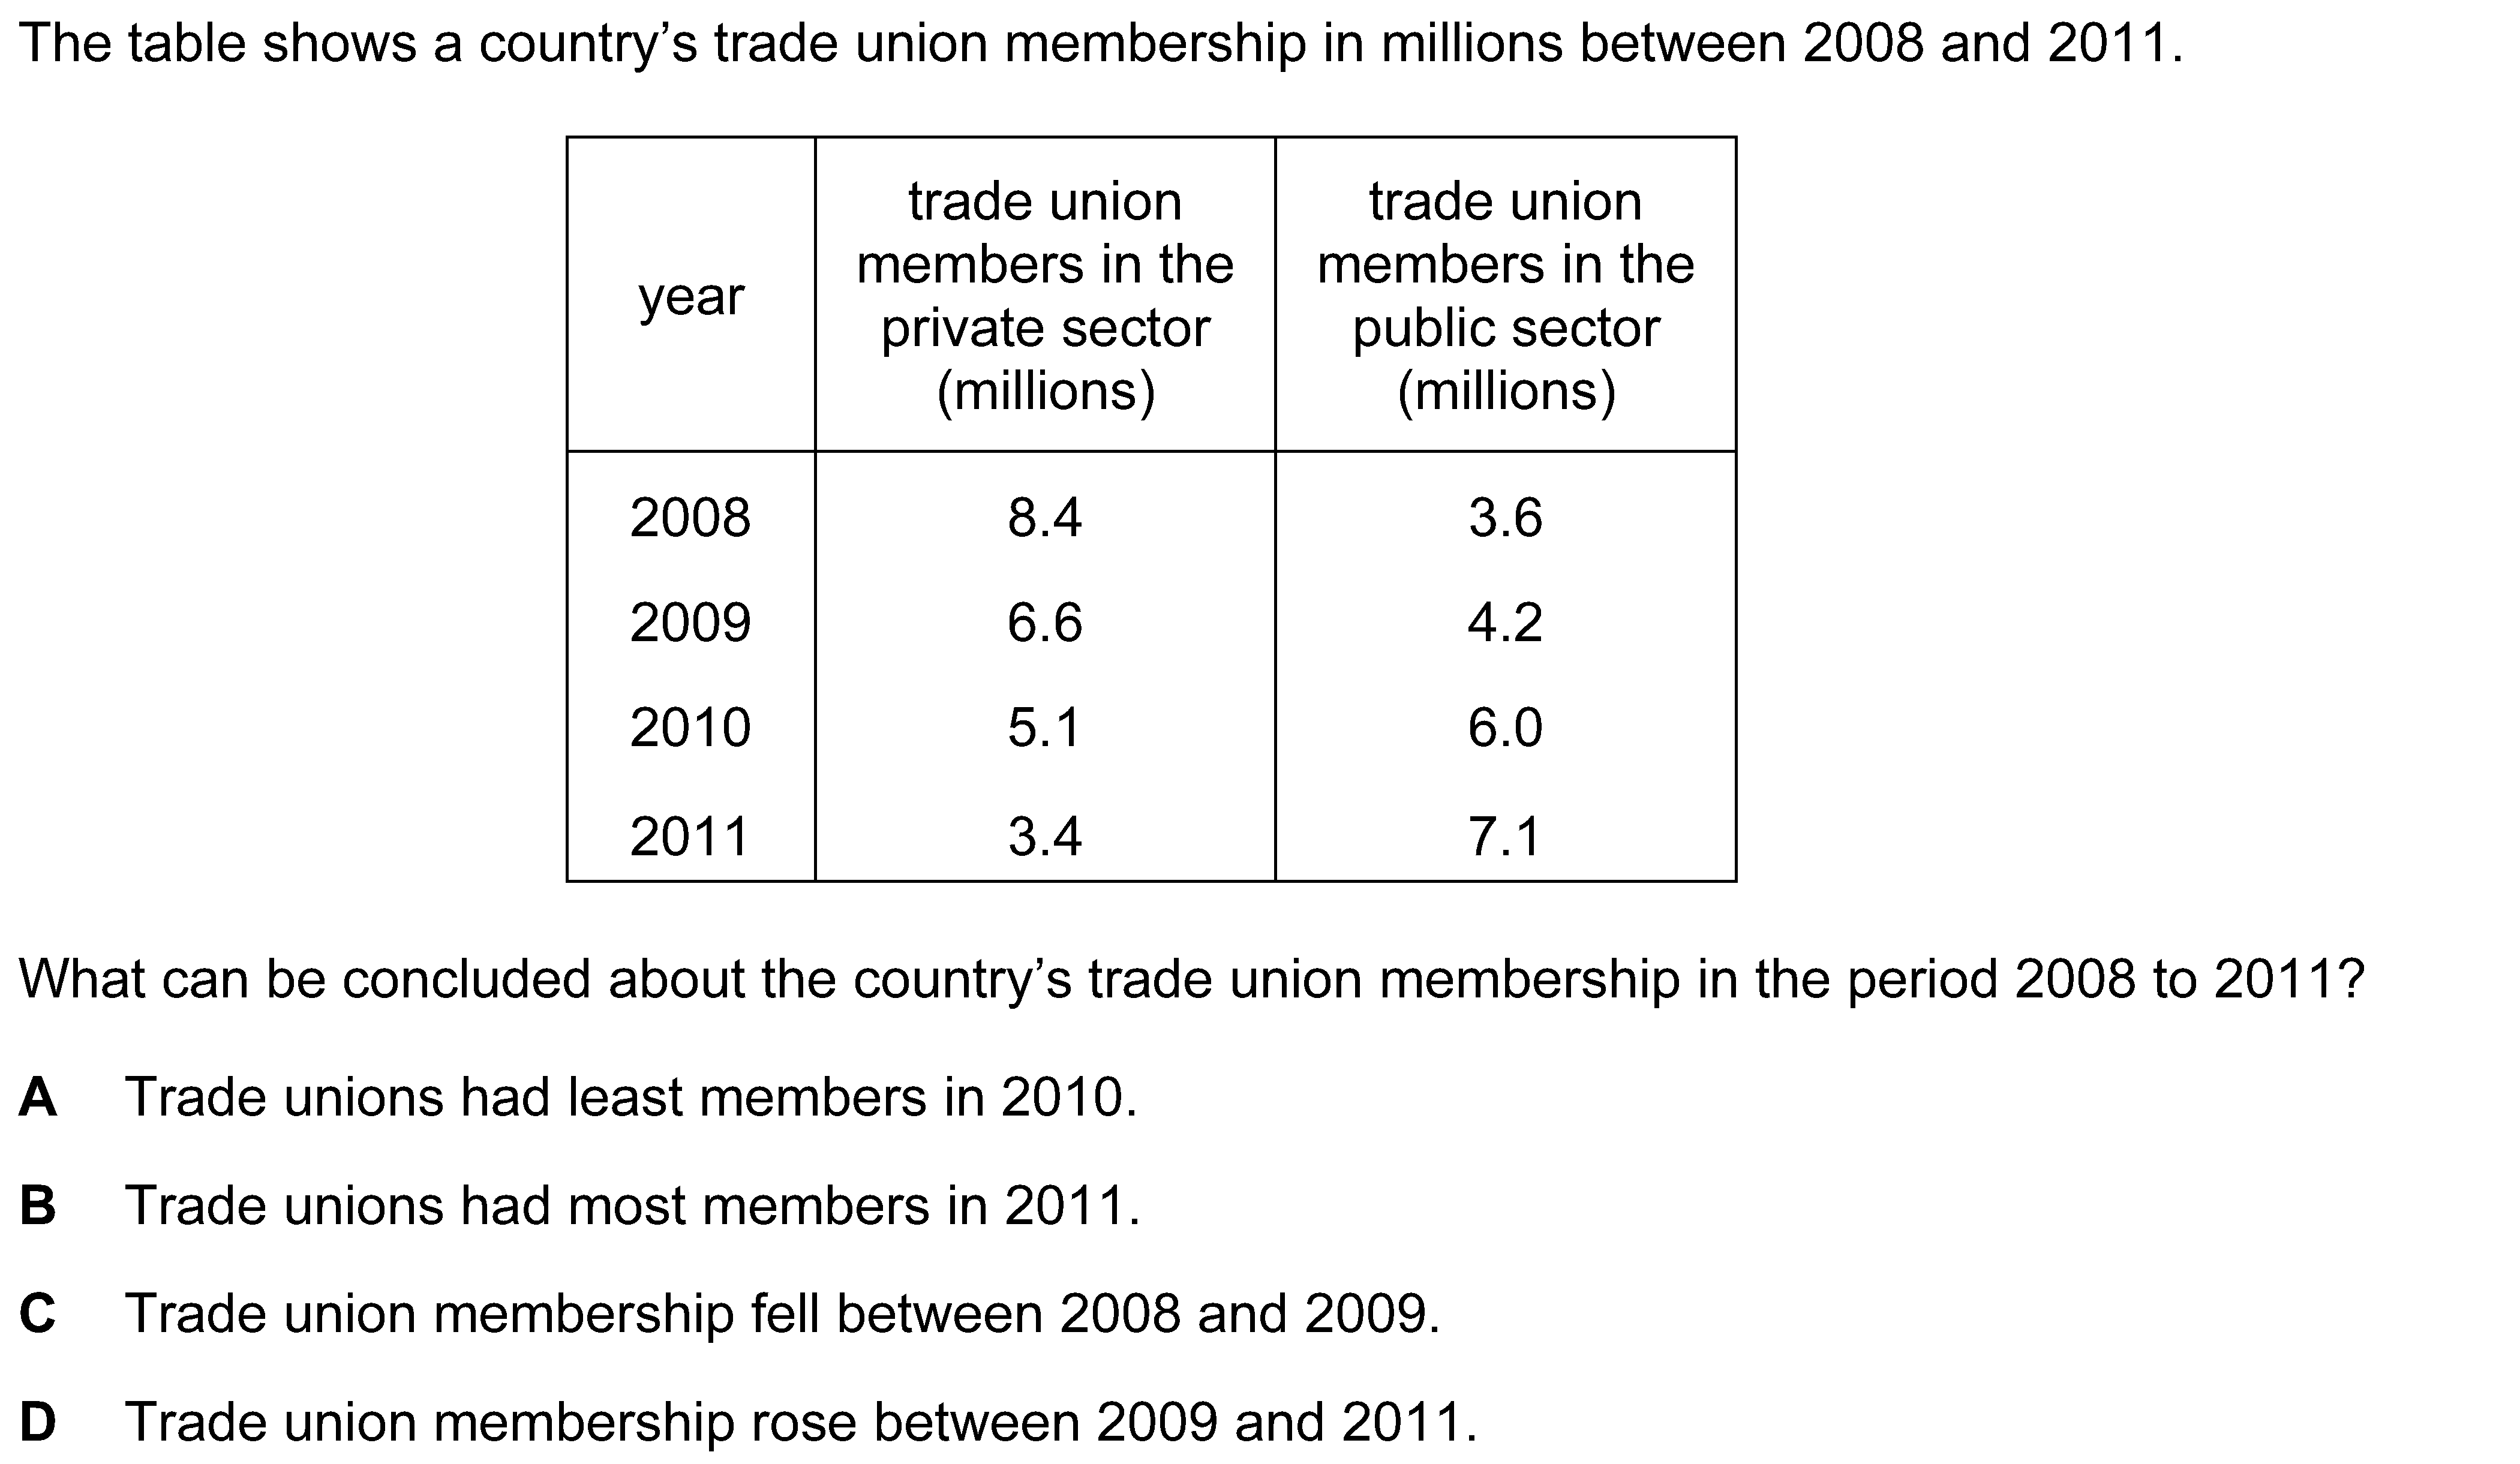 The table shows a country’s trade union membership in millions between 2008 and 2011.
year
trade union
members in the
private sector
(millions)
trade union
members in the
public sector
(millions)
2008 8.4 3.6
2009 6.6 4.2
2010 5.1 6.0
2011 3.4 7.1
What can be concluded about the country’s trade union membership in the period 2008 to 2011?
A Trade unions had least members in 2010.
B Trade unions had most members in 2011.
C Trade union membership fell between 2008 and 2009.
D Trade union membership rose between 2009 and 2011.